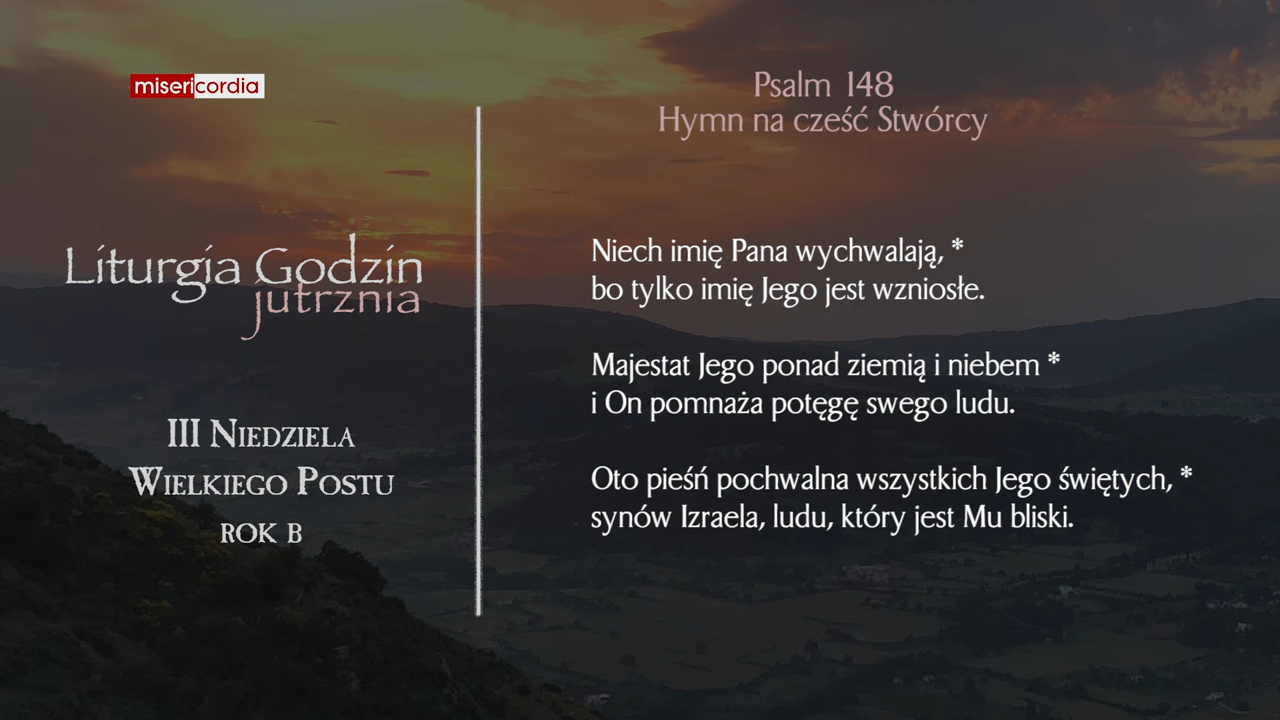 misericordia
Liturgia Godzin
jutrznia
III Niedziela
Wielkiego Postu
rok B
Psalm 148
Hymn na cześć Stwórcy
Niech imię Pana wychwalają, *
bo tylko imię Jego jest wzniosłe.
Majestat Jego ponad ziemią i niebem *
i On pomnaża potęgę swego ludu.
Oto pieśń pochwalna wszystkich Jego świętych, *
synów Izraela, ludu, który jest Mu bliski.